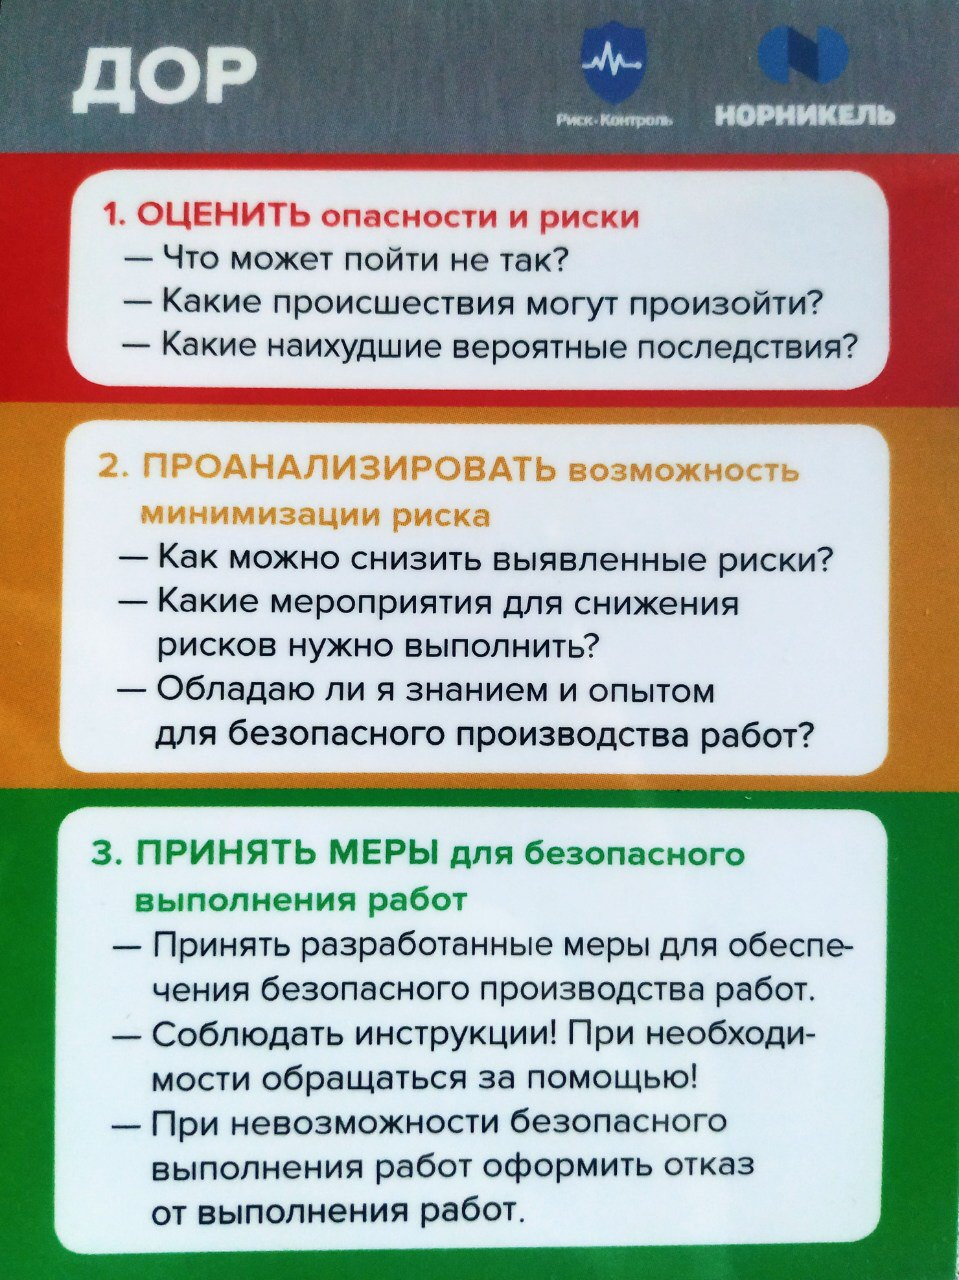 ДОР
Риск-Контроль
НОРНИКЕЛЬ
1. ОЦЕНИТЬ опасности и риски
— Что может пойти не так?
— Какие происшествия могут произойти?
— Какие наихудшие вероятные последствия?
2. ПРОАНАЛИЗИРОВАТЬ возможность
минимизации риска
— Как можно снизить выявленные риски?
— Какие мероприятия для снижения
рисков нужно выполнить?
— Обладаю ли я знанием и опытом
для безопасного производства работ?
3. ПРИНЯТЬ МЕРЫ для безопасного
выполнения работ
— Принять разработанные меры для обеспе-
чения безопасного производства работ.
— Соблюдать инструкции! При необходи-
мости обращаться за помощью!
— При невозможности безопасного
выполнения работ оформить отказ
от выполнения работ.